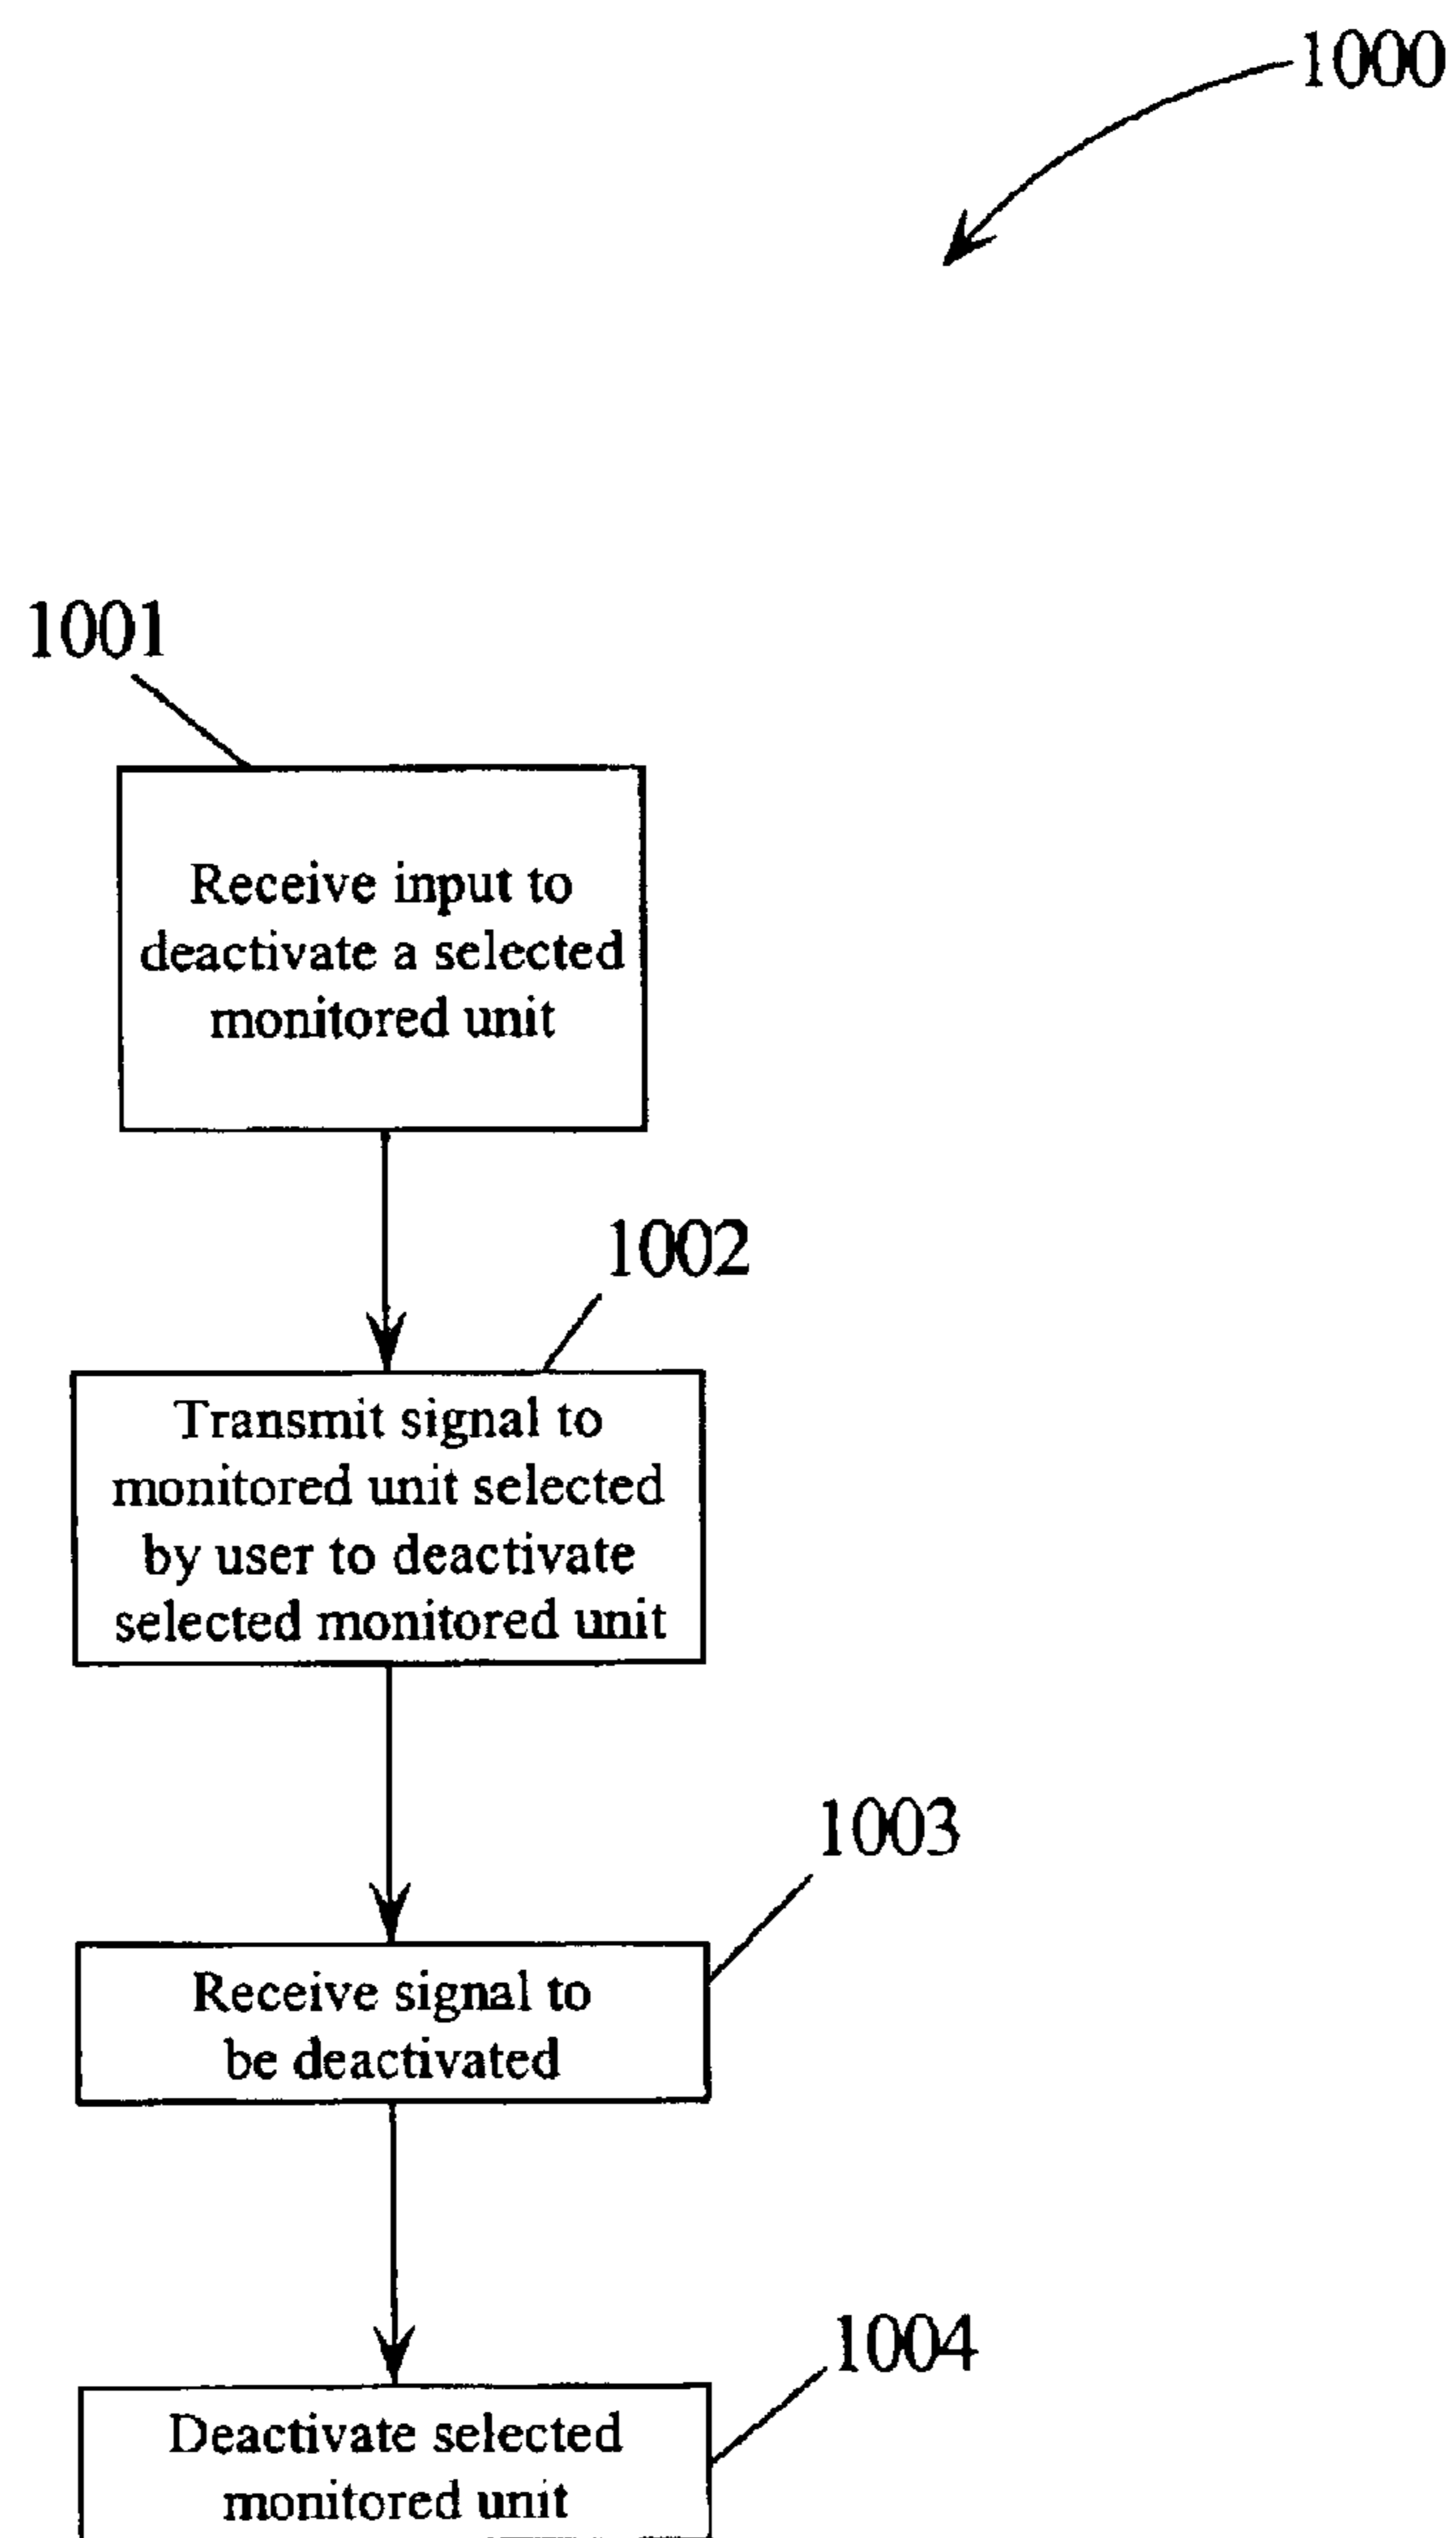 1000
1001
Receive input to
deactivate a selected
monitored unit
1002
Transmit signal to
monitored unit selected
by user to deactivate
selected monitored unit
1003
Receive signal to
be deactivated
1004
Deactivate selected
monitored unit